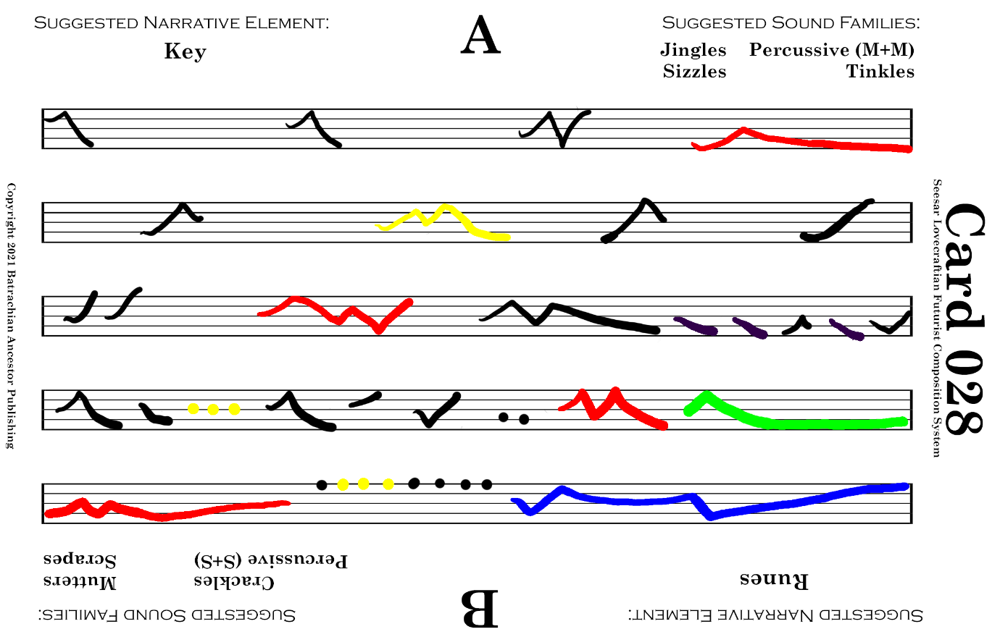 Suggested Narrative Element:
Key
A
Suggested Sound Families:
Jingles Percussive (M+M)
Sizzles Tinkles
Card 028
Seesar Lovecraftian Futurist Composition System
Copyright 2021 Batrachian Ancestor Publishing
B
Suggested Narrative Element:
Runes
Suggested Sound Families:
Crackles Mutters
Percussive (S+S) Scrapes